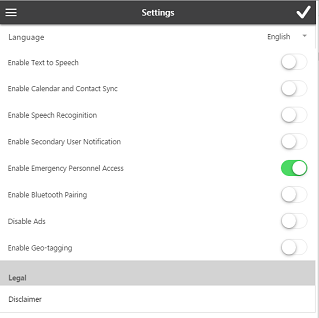 Settings
Language English
Enable Text to Speech
Enable Calendar and Contact Sync
Enable Speech Recoginition
Enable Secondary User Notification
Enable Emergency Personnel Access
Enable Bluetooth Pairing
Disable Ads
Enable Geo-tagging
Legal
Disclaimer